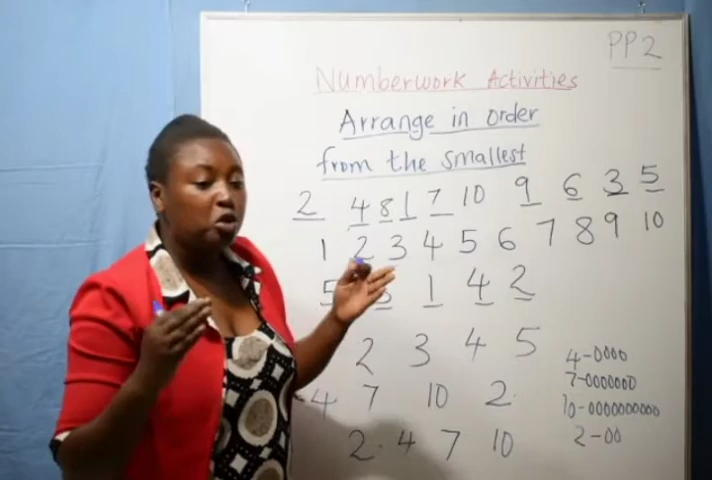 PP2
Numberwork Activities
Arrange in order
from the smallest
2 4 8 1 7 10 9 6 3 5
1 2 3 4 5 6 7 8 9 10
5 3 1 4 2
2 3 4 5
4 7 10 2
2 4 7 10
4-0000
7-0000000
10-0000000000
2-00